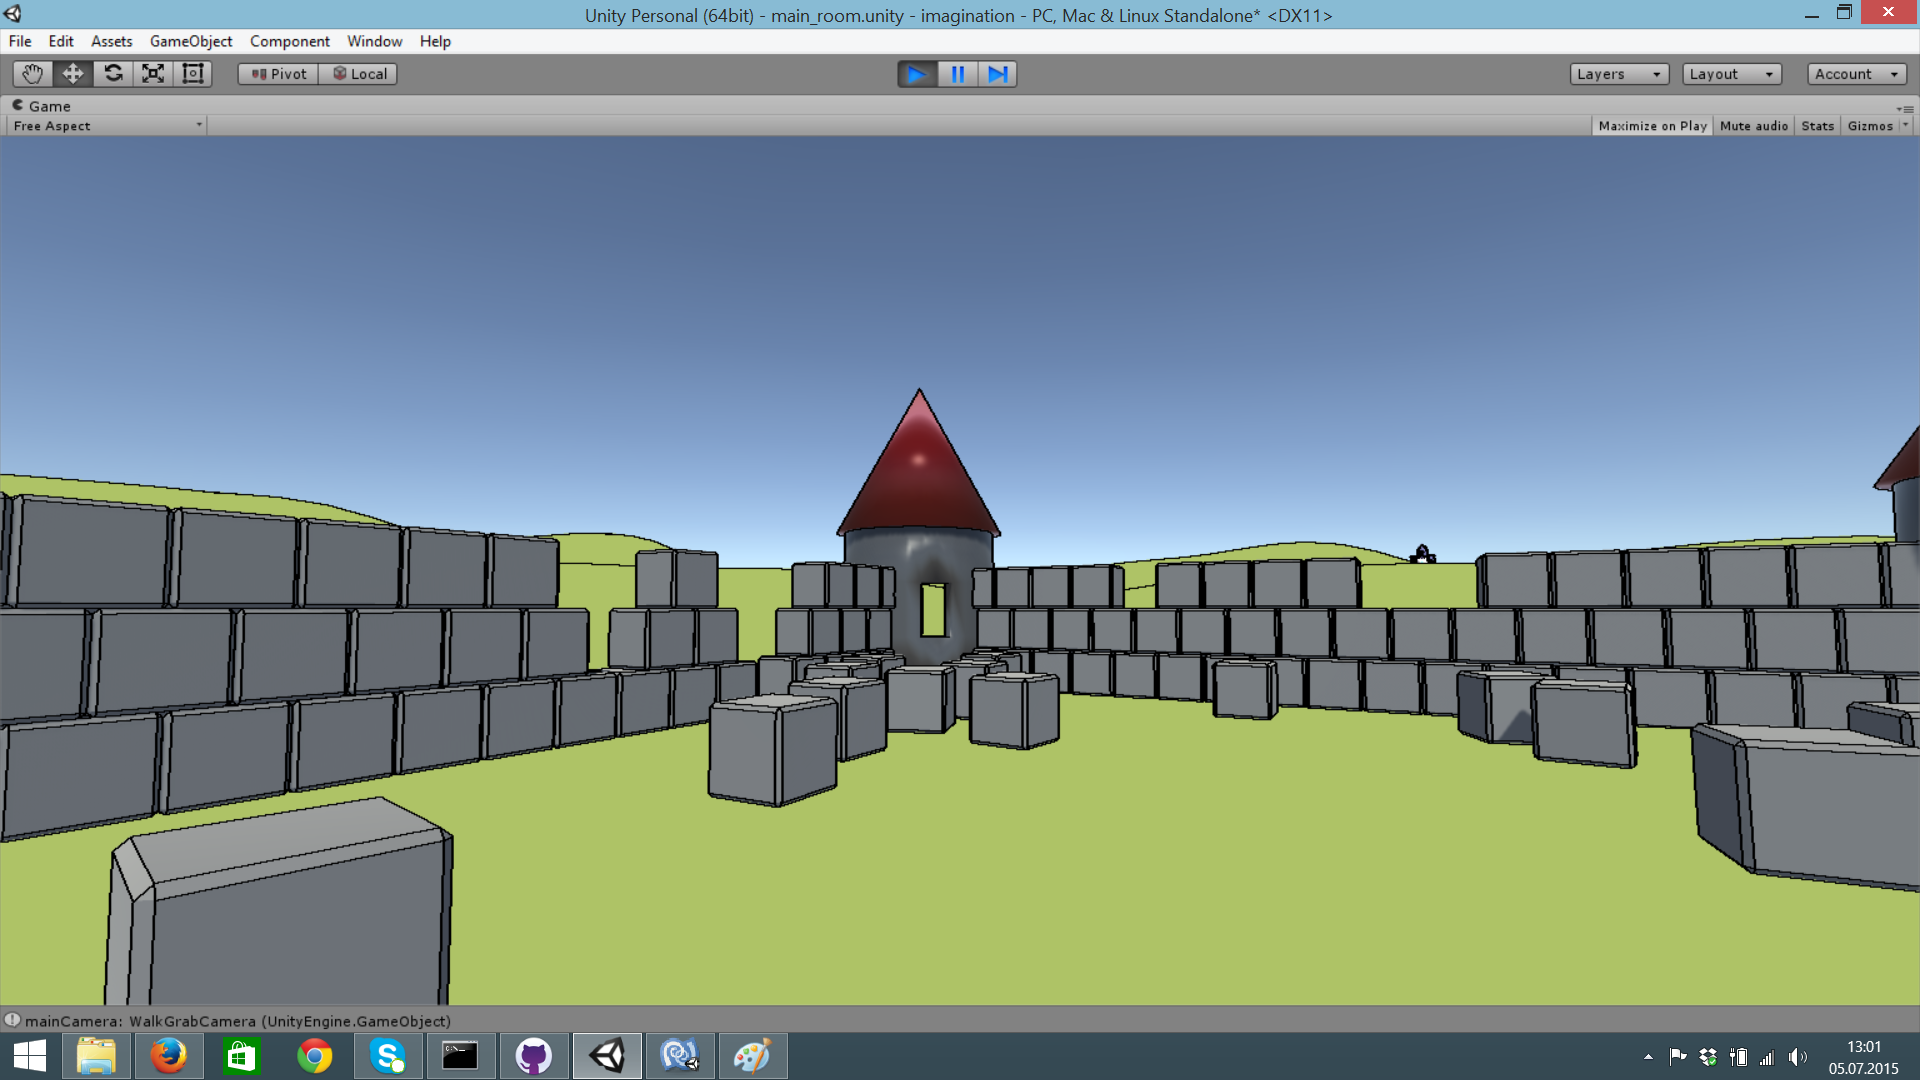 Unity Personal (64bit) - main_room.unity - imagination - PC, Mac & Linux Standalone* <DX11>
File Edit Assets GameObject Component Window Help
Pivot Local Layers Layout Account
Game
Free Aspect Maximize on Play Mute audio Stats Gizmos
mainCamera: WalkGrabCamera (UnityEngine.GameObject)
13:01
05.07.2015